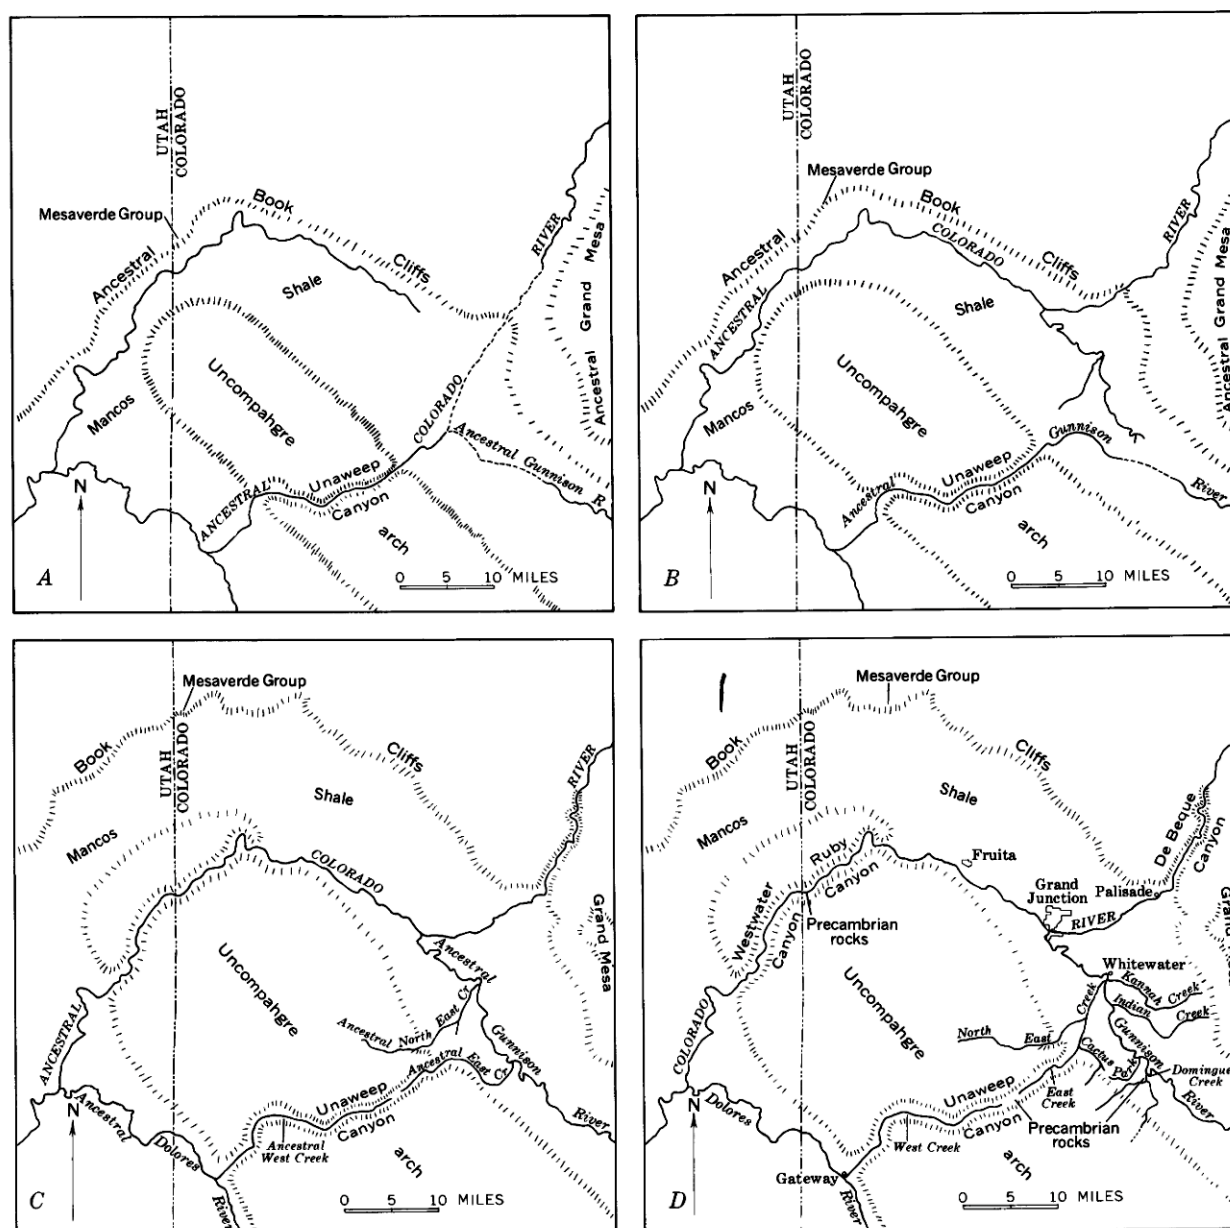 UTAH
COLORADO
Mesaverde Group
Book
Ancestral
Cliffs
RIVER
Shale
Ancestral Grand Mesa
Uncompahgre
Mancos
COLORADO
Ancestral Gunnison R.
Unaweep
ANCESTRAL
Canyon
N
arch
A
0 5 10 MILES
UTAH
COLORADO
Mesaverde Group
Book
COLORADO
Ancestral
Cliffs
RIVER
ANCESTRAL
Shale
Ancestral Grand Mesa
Uncompahgre
Mancos
Gunnison
Unaweep
Ancestral
Canyon
River
N
arch
B
0 5 10 MILES
Mesaverde Group
UTAH
COLORADO
Book
Cliffs
RIVER
Shale
Mancos
COLORADO
Ancestral
Grand Mesa
Uncompahgre
Ancestral North East Cr
ANCESTRAL
Gunnison
Ancestral East Cr
Unaweep
N
Ancestral
Canyon
River
Ancestral
West Creek
Dolores
arch
C
River
0 5 10 MILES
Mesaverde Group
Book
UTAH
COLORADO
Cliffs
Shale
Mancos
De Beque
Canyon
Ruby
Canyon
Fruita
Grand
Junction
Palisade
Westwater
Canyon
Precambrian
rocks
RIVER
Whitewater
Kannah Creek
Indian Creek
Uncompahgre
COLORADO
North East Creek
Gunnison
Cactus Park
Domingue
Creek
Unaweep
East
Creek
N
Dolores
Canyon
River
West Creek
Precambrian
rocks
Gateway
arch
D
River
0 5 10 MILES